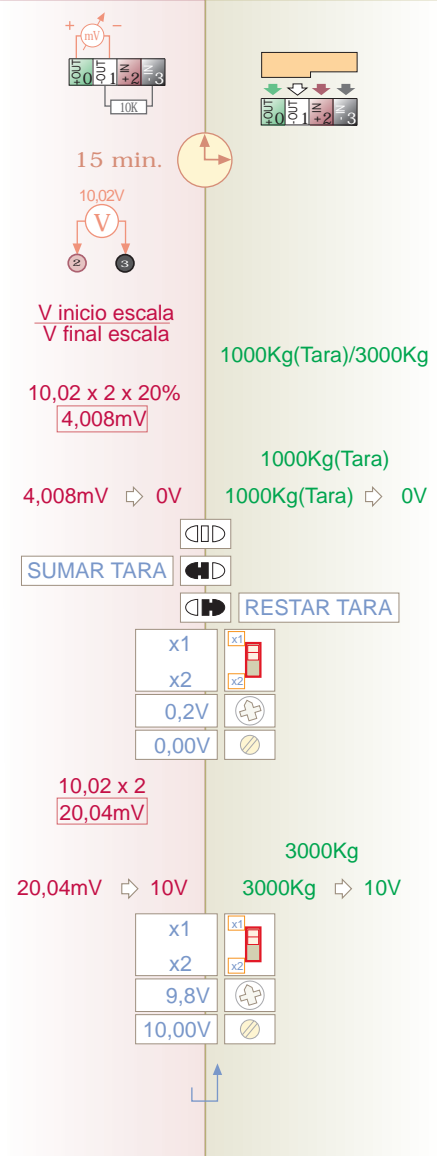 + mV -
+OUT 0 -OUT 1 +IN 2 -IN 3
10K
+OUT 0 -OUT 1 +IN 2 -IN 3
15 min.
10,02V
V
2 3
V inicio escala
V final escala
1000Kg(Tara)/3000Kg
10,02 x 2 x 20%
4,008mV
1000Kg(Tara)
4,008mV ⇨ 0V 1000Kg(Tara) ⇨ 0V
SUMAR TARA
RESTAR TARA
x1 x1
x2 x2
0,2V
0,00V
10,02 x 2
20,04mV
3000Kg
20,04mV ⇨ 10V 3000Kg ⇨ 10V
x1 x1
x2 x2
9,8V
10,00V